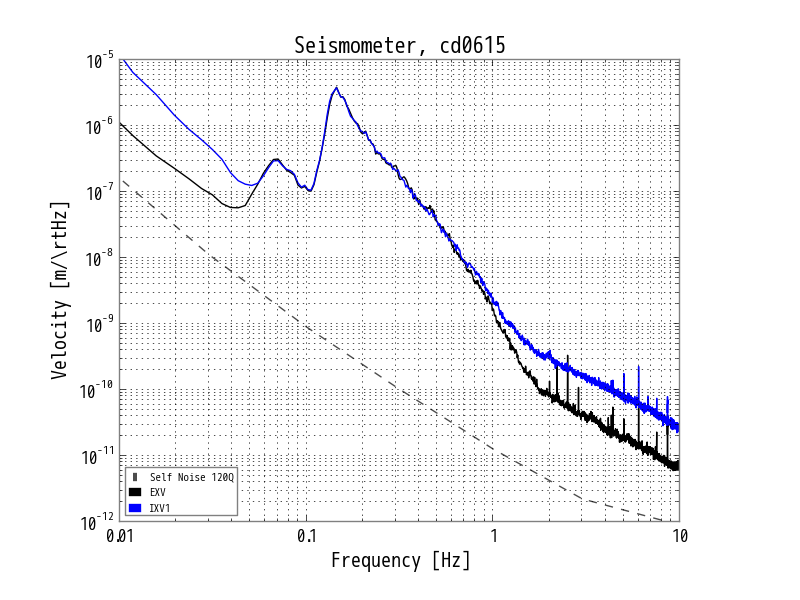 Seismometer, cd0615
Velocity [m/\rtHz]
10^-5
10^-6
10^-7
10^-8
10^-9
10^-10
10^-11
10^-12
Self Noise 120Q
EXV
IXV1
0.01 0.1 1 10
Frequency [Hz]